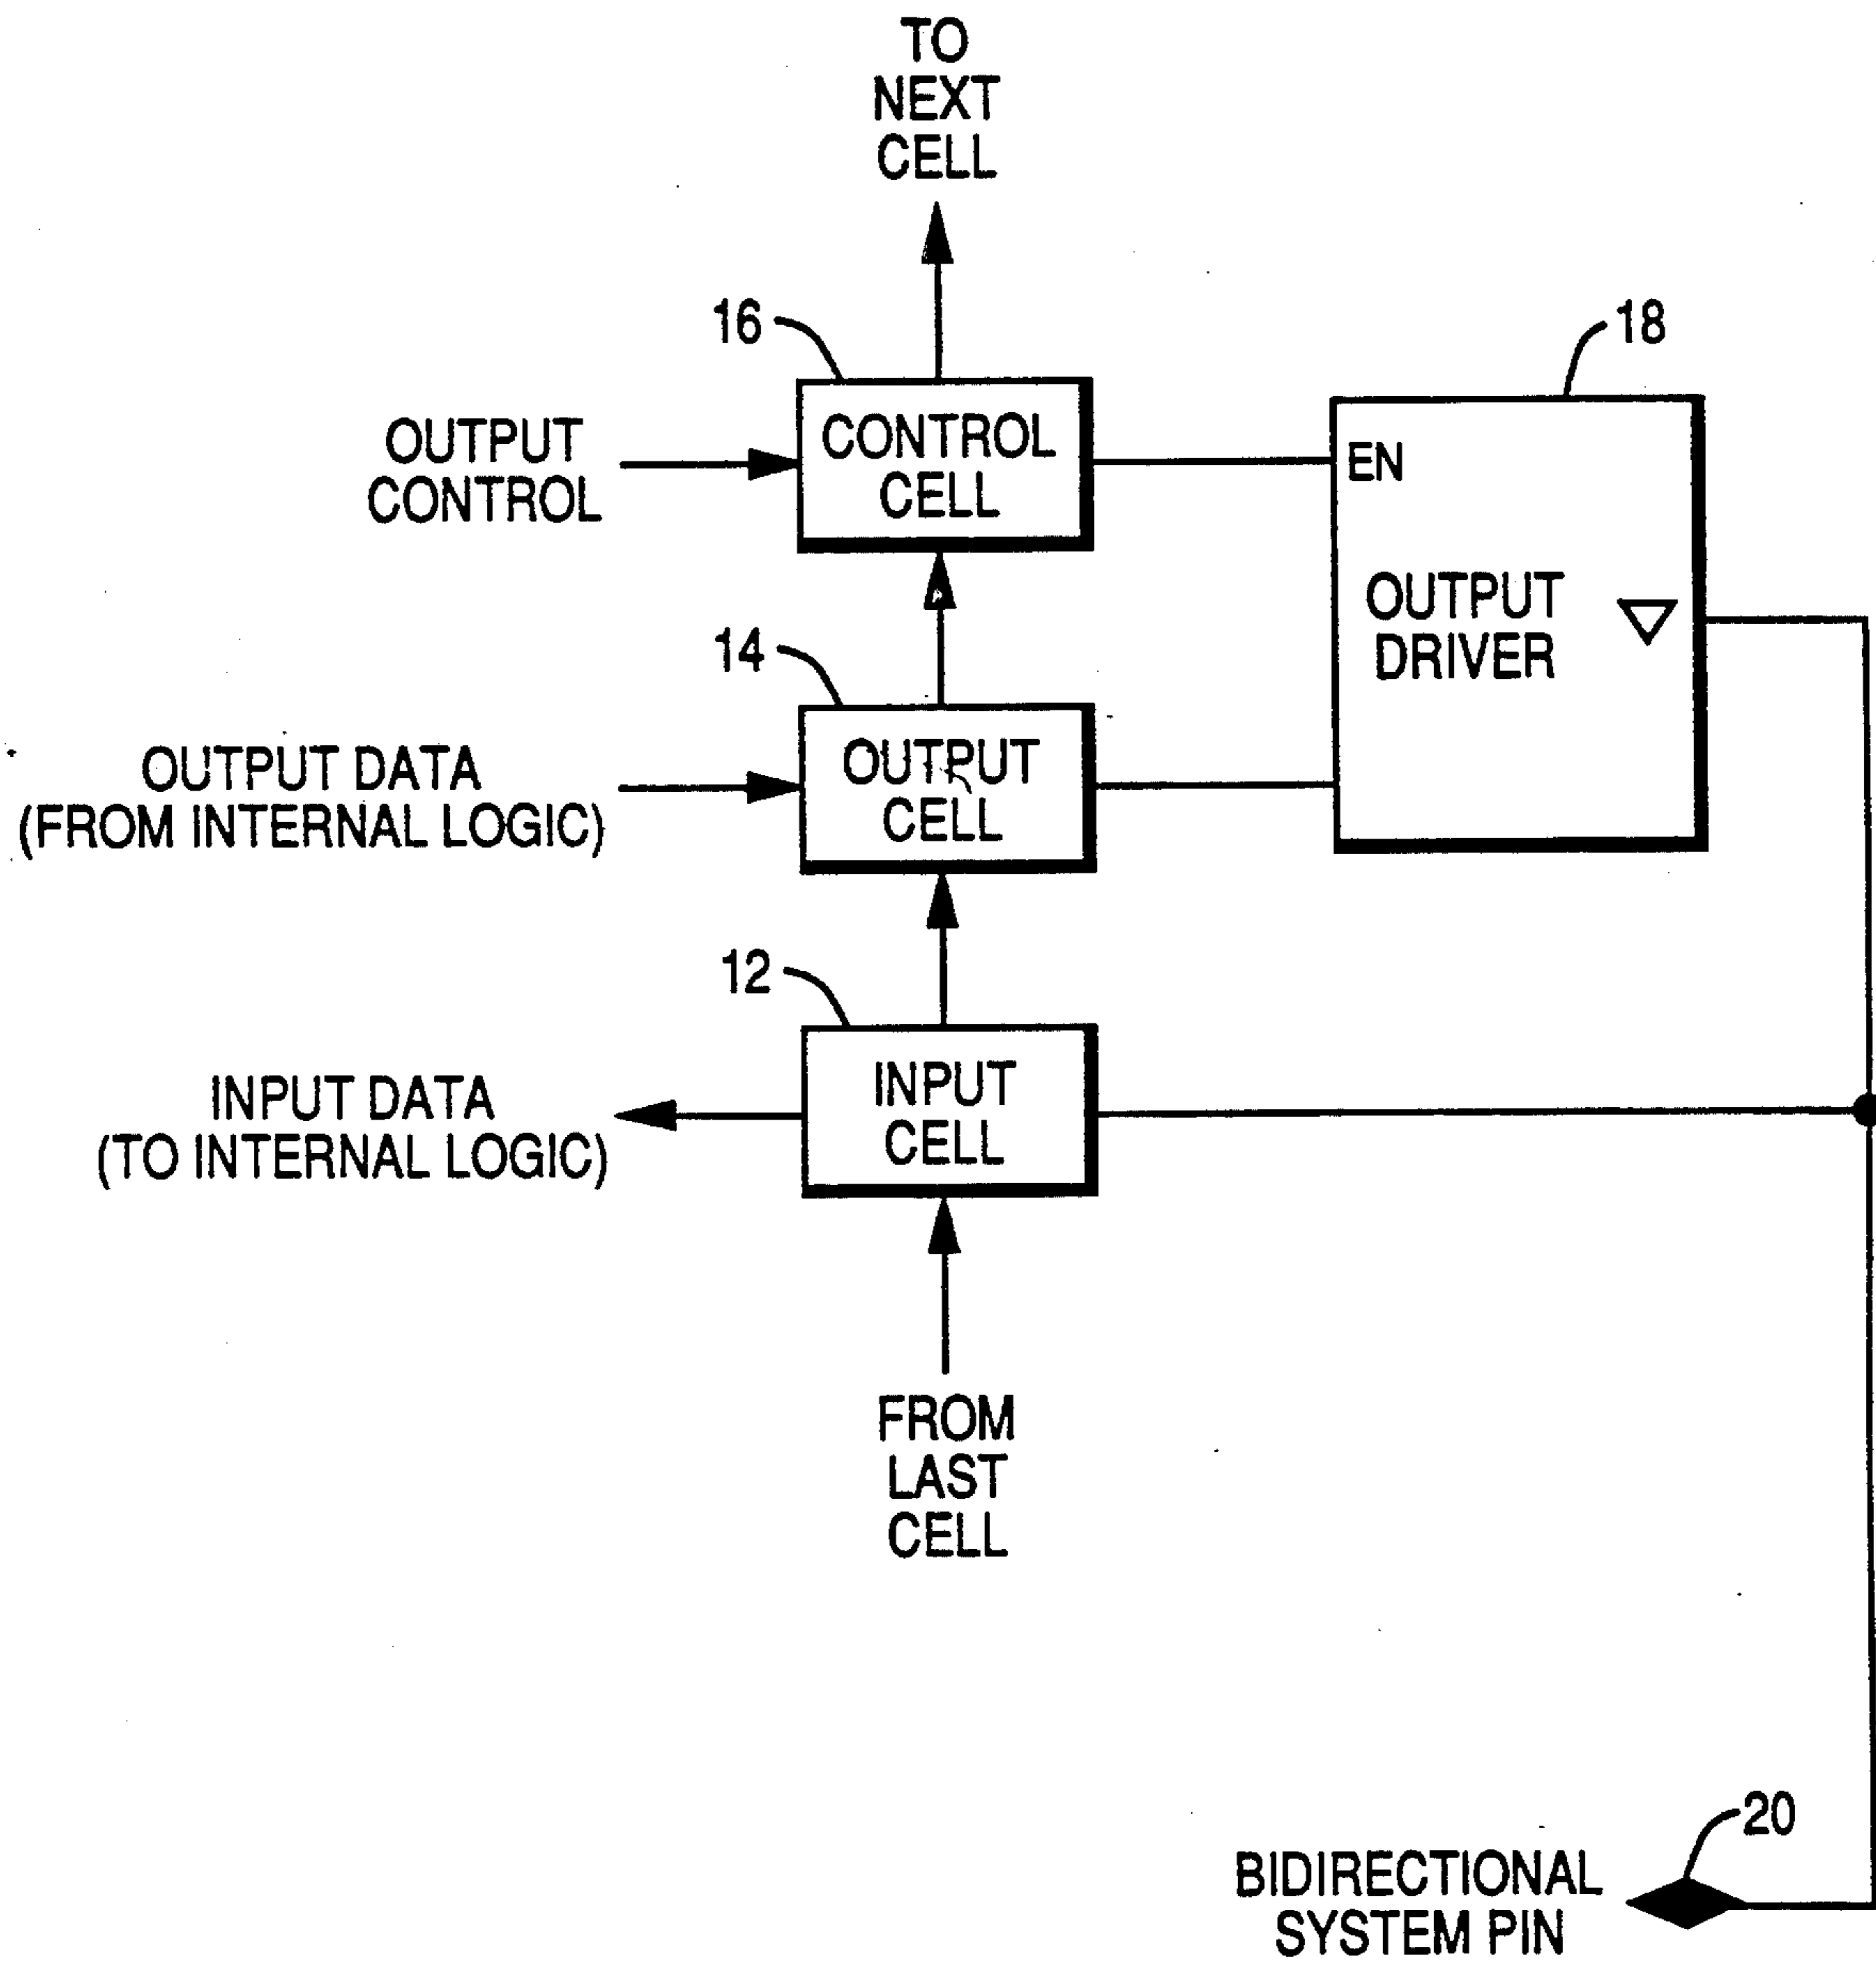 TO
NEXT
CELL
16
18
OUTPUT
CONTROL
CONTROL
CELL
EN
OUTPUT
DRIVER
14
OUTPUT DATA
(FROM INTERNAL LOGIC)
OUTPUT
CELL
12
INPUT DATA
(TO INTERNAL LOGIC)
INPUT
CELL
FROM
LAST
CELL
20
BIDIRECTIONAL
SYSTEM PIN